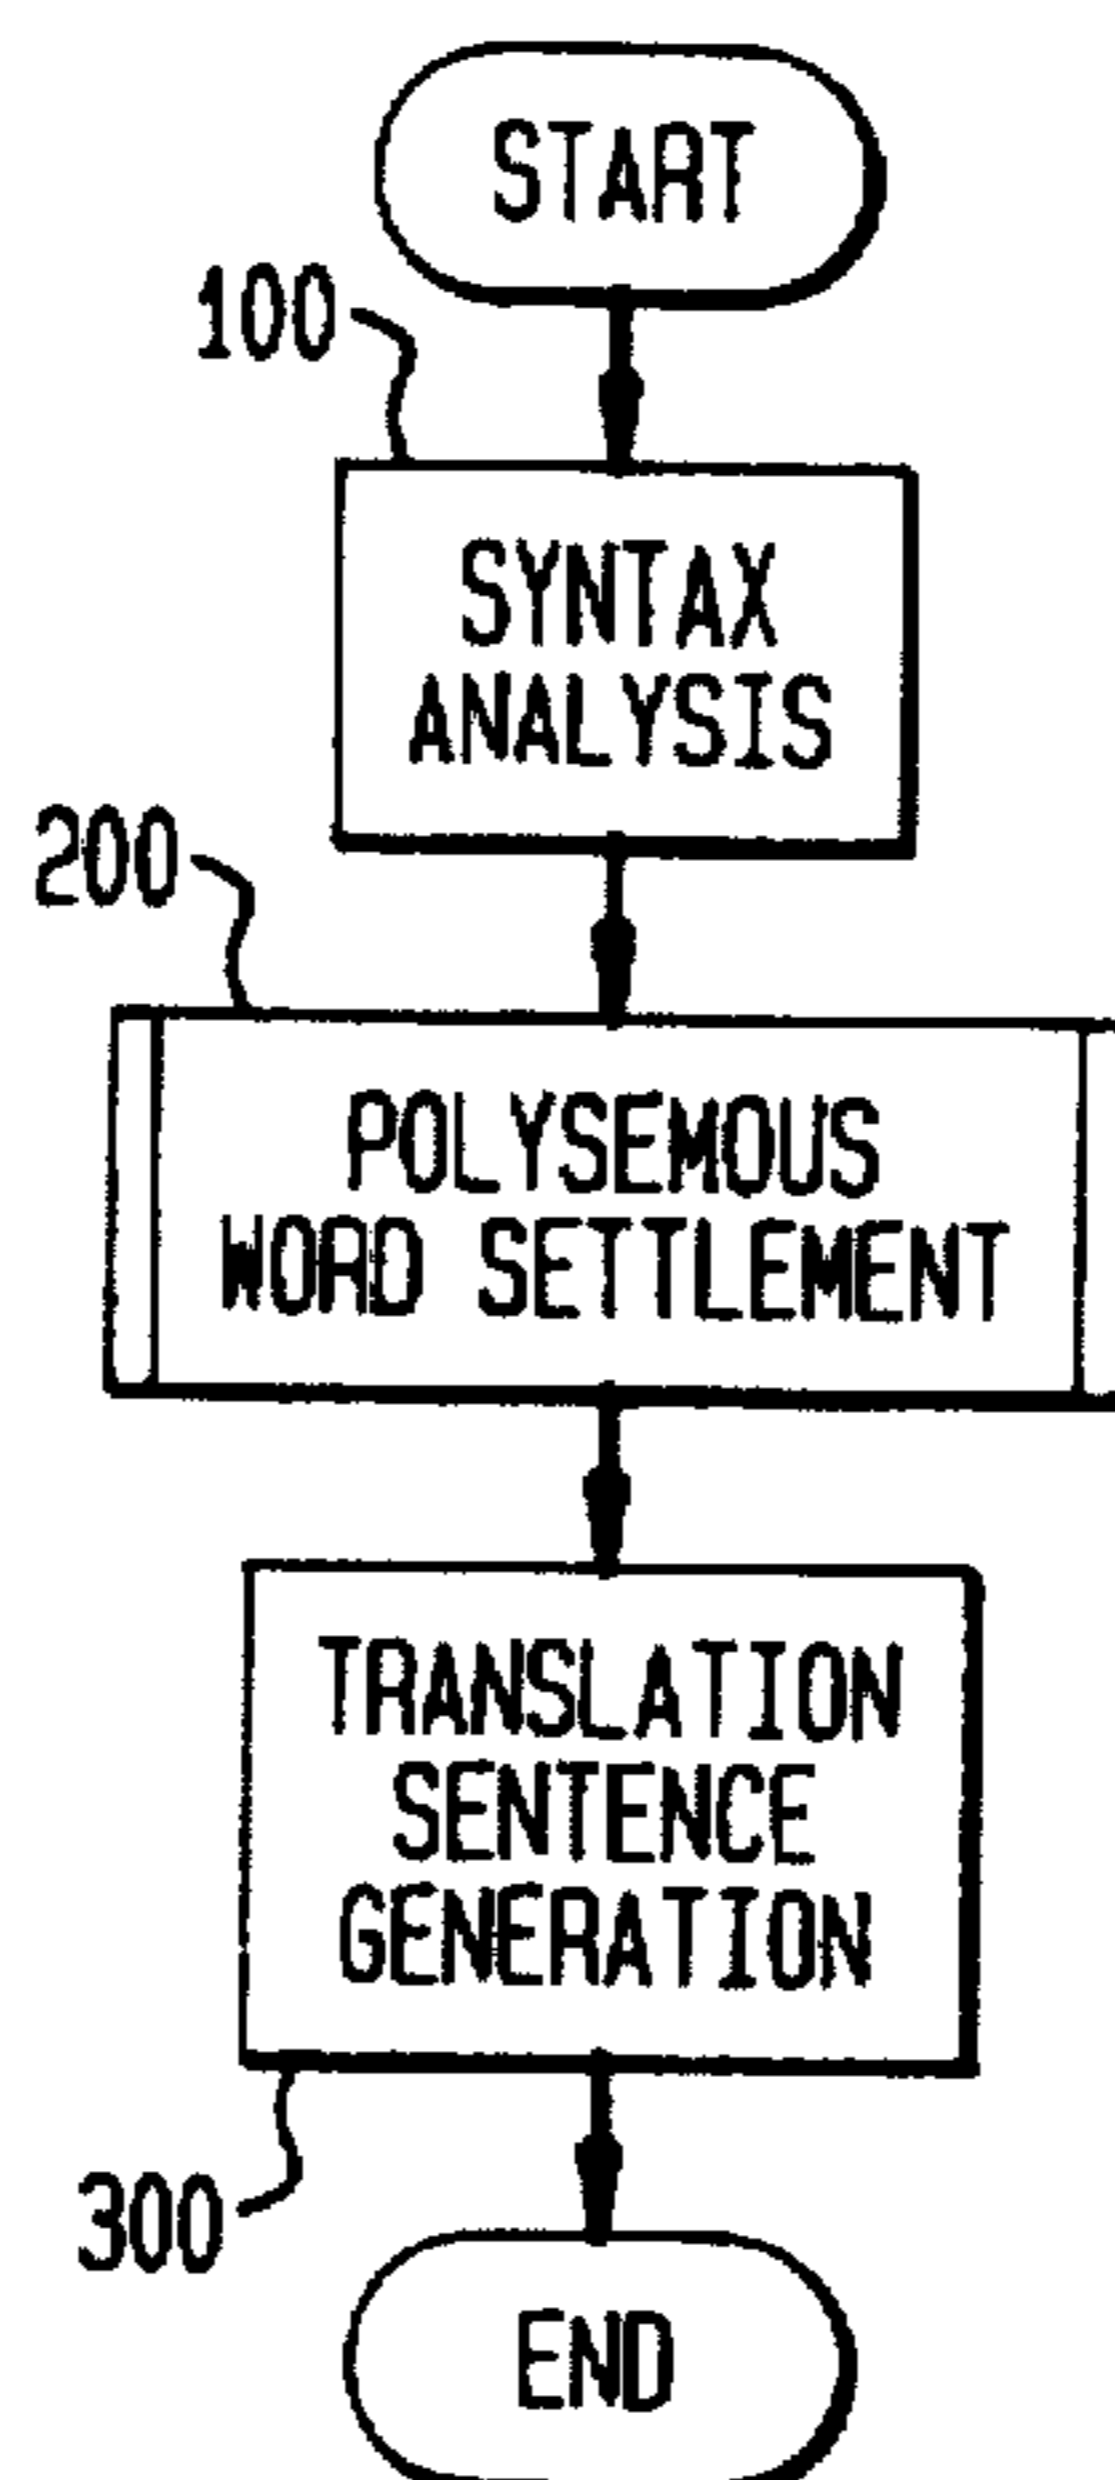 START
100
SYNTAX
ANALYSIS
200
POLYSEMOUS
WORD SETTLEMENT
TRANSLATION
SENTENCE
GENERATION
300
END